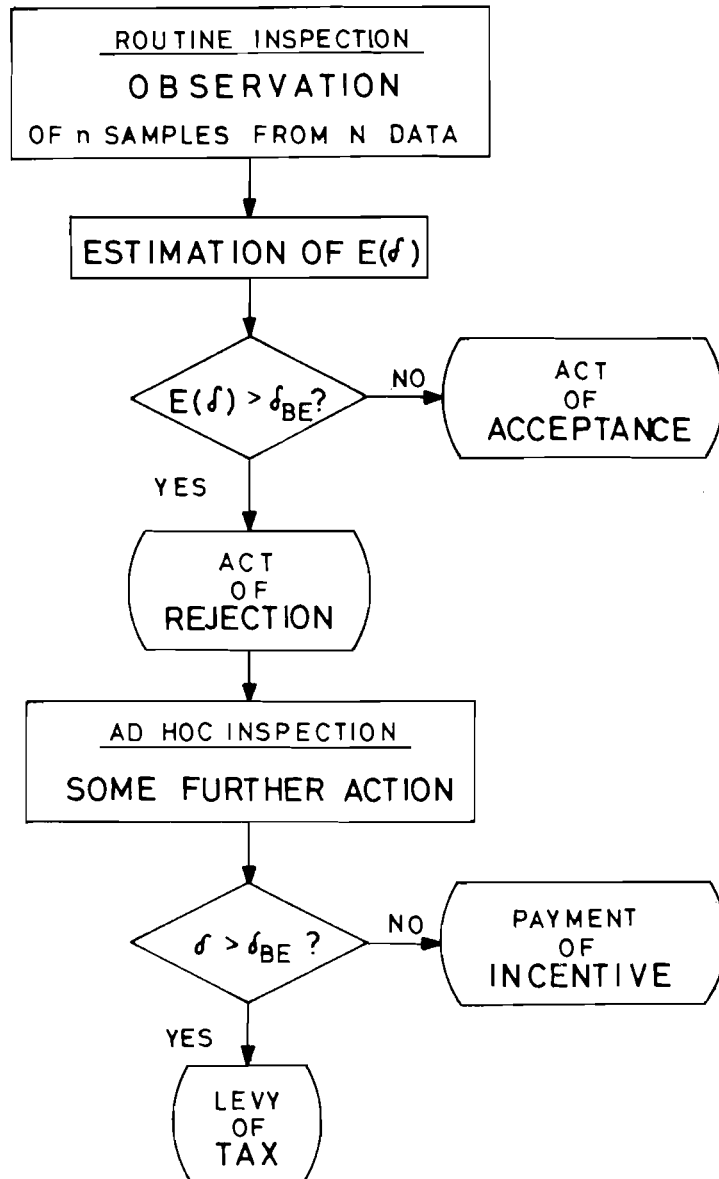 ROUTINE INSPECTION
OBSERVATION
OF n SAMPLES FROM N DATA
ESTIMATION OF E(δ)
E(δ) > δBE?
NO
ACT
OF
ACCEPTANCE
YES
ACT
OF
REJECTION
AD HOC INSPECTION
SOME FURTHER ACTION
δ > δBE ?
NO
PAYMENT
OF
INCENTIVE
YES
LEVY
OF
TAX